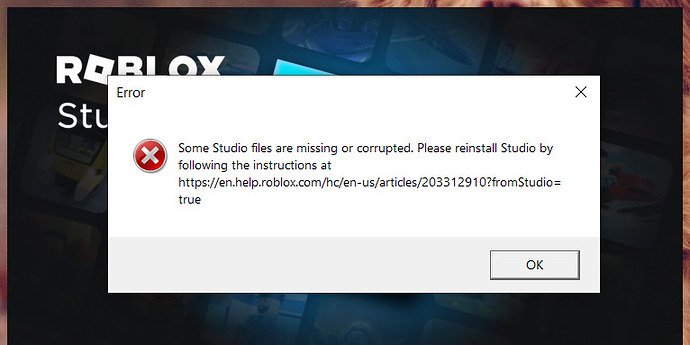 ROBLOX
Error
Some Studio files are missing or corrupted. Please reinstall Studio by
following the instructions at
https://en.help.roblox.com/hc/en-us/articles/203312910?fromStudio=
true
OK